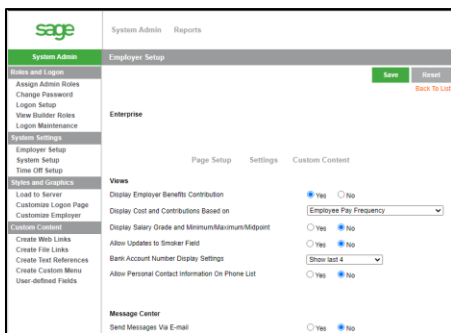 sage
System Admin Reports
System Admin
Employer Setup
Roles and Logon
Assign Admin Roles
Change Password
Logon Setup
View Builder Roles
Logon Maintenance
System Settings
Employer Setup
System Setup
Time Off Setup
Styles and Graphics
Load to Server
Customize Logon Page
Customize Employer
Custom Content
Create Web Links
Create File Links
Create Text References
Create Custom Menu
User-defined Fields
Save Reset
Back To List
Enterprise
Page Setup Settings Custom Content
Views
Display Employer Benefits Contribution Yes No
Display Cost and Contributions Based on Employee Pay Frequency
Display Salary Grade and Minimum/Maximum/Midpoint Yes No
Allow Updates to Smoker Field Yes No
Bank Account Number Display Settings Show last 4
Allow Personal Contact Information On Phone List Yes No
Message Center
Send Messages Via E-mail Yes No